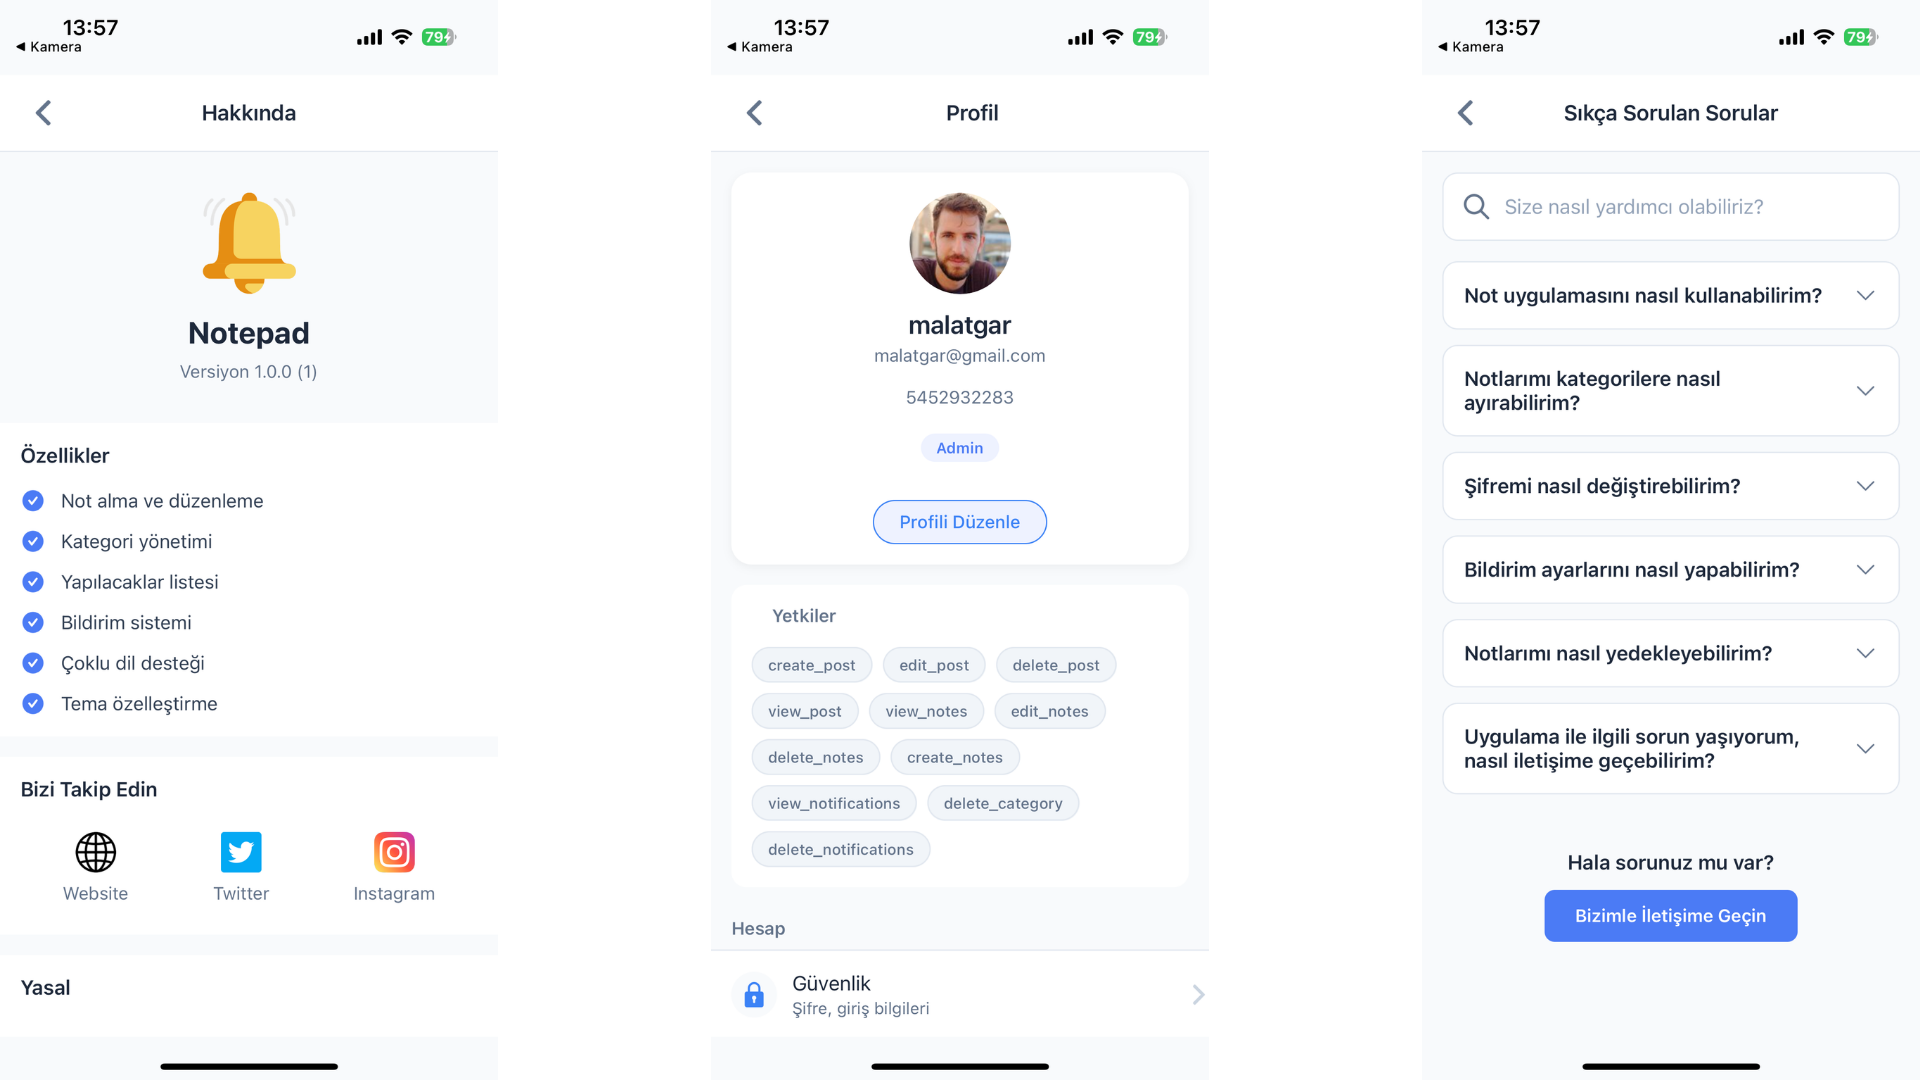 13:57
◀ Kamera
79
Hakkında
Notepad
Versiyon 1.0.0 (1)
Özellikler
Not alma ve düzenleme
Kategori yönetimi
Yapılacaklar listesi
Bildirim sistemi
Çoklu dil desteği
Tema özelleştirme
Bizi Takip Edin
Website
Twitter
Instagram
Yasal
13:57
◀ Kamera
79
Profil
malatgar
malatgar@gmail.com
5452932283
Admin
Profili Düzenle
Yetkiler
create_post
edit_post
delete_post
view_post
view_notes
edit_notes
delete_notes
create_notes
view_notifications
delete_category
delete_notifications
Hesap
Güvenlik
Şifre, giriş bilgileri
13:57
◀ Kamera
79
Sıkça Sorulan Sorular
Size nasıl yardımcı olabiliriz?
Not uygulamasını nasıl kullanabilirim?
Notlarımı kategorilere nasıl
ayırabilirim?
Şifremi nasıl değiştirebilirim?
Bildirim ayarlarını nasıl yapabilirim?
Notlarımı nasıl yedekleyebilirim?
Uygulama ile ilgili sorun yaşıyorum,
nasıl iletişime geçebilirim?
Hala sorunuz mu var?
Bizimle İletişime Geçin